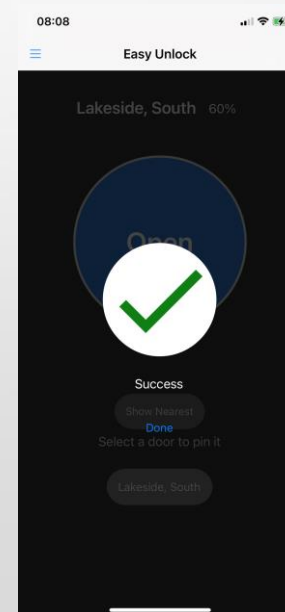 08:08
Easy Unlock
Lakeside, South 60%
Open
Success
Show Nearest
Done
Select a door to pin it
Lakeside, South